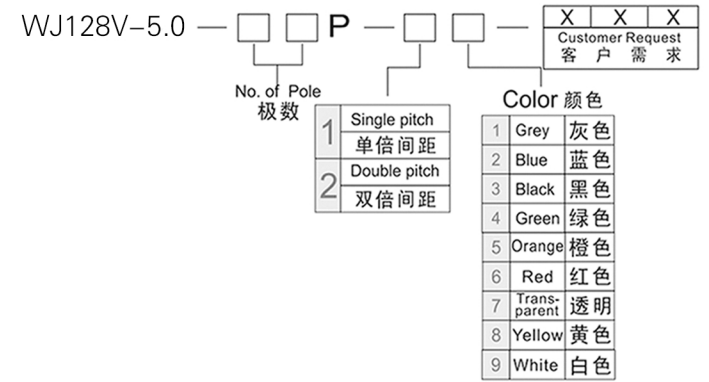 WJ128V-5.0 — □ □ P — □ □ — X X X
Customer Request
客户需求
No. of Pole
极数
1 Single pitch
单倍间距
2 Double pitch
双倍间距
Color 颜色
1 Grey 灰色
2 Blue 蓝色
3 Black 黑色
4 Green 绿色
5 Orange 橙色
6 Red 红色
7 Trans-
parent 透明
8 Yellow 黄色
9 White 白色